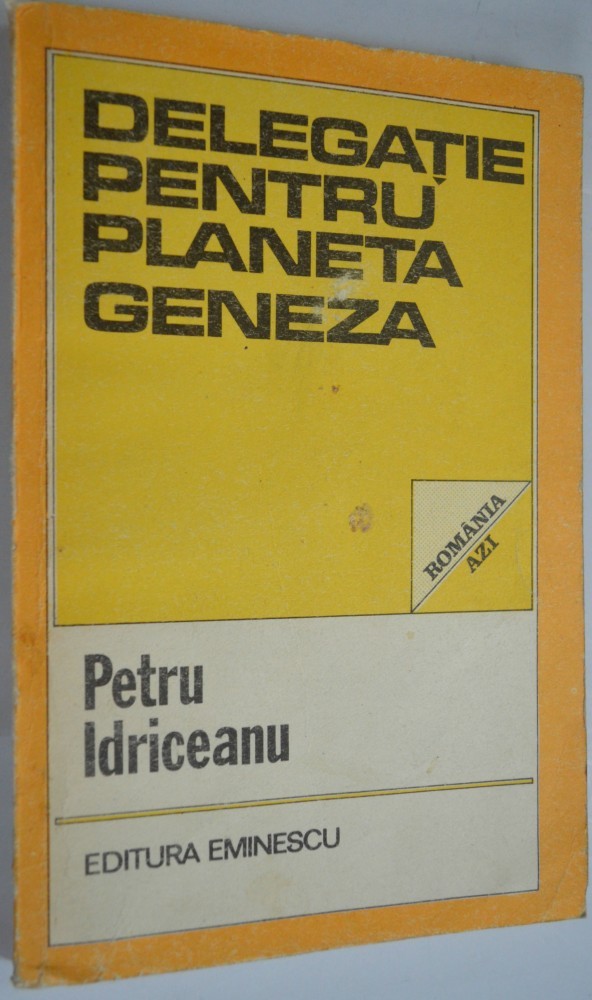 DELEGAȚIE
PENTRU
PLANETA
GENEZA
ROMÂNIA
AZI
Petru
Idriceanu
EDITURA EMINESCU